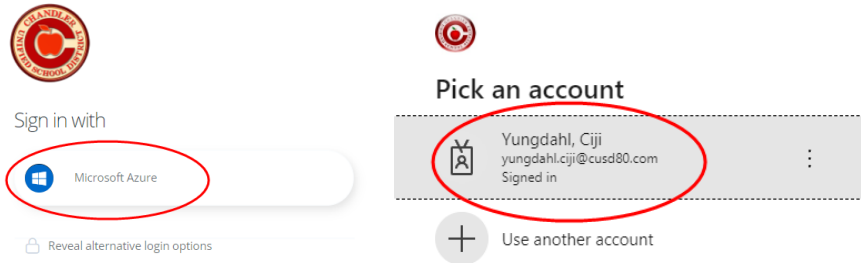 CHANDLER
UNIFIED SCHOOL DISTRICT
Sign in with
Microsoft Azure
Reveal alternative login options
Pick an account
Yungdahl, Ciji
yungdahl.ciji@cusd80.com
Signed in
Use another account